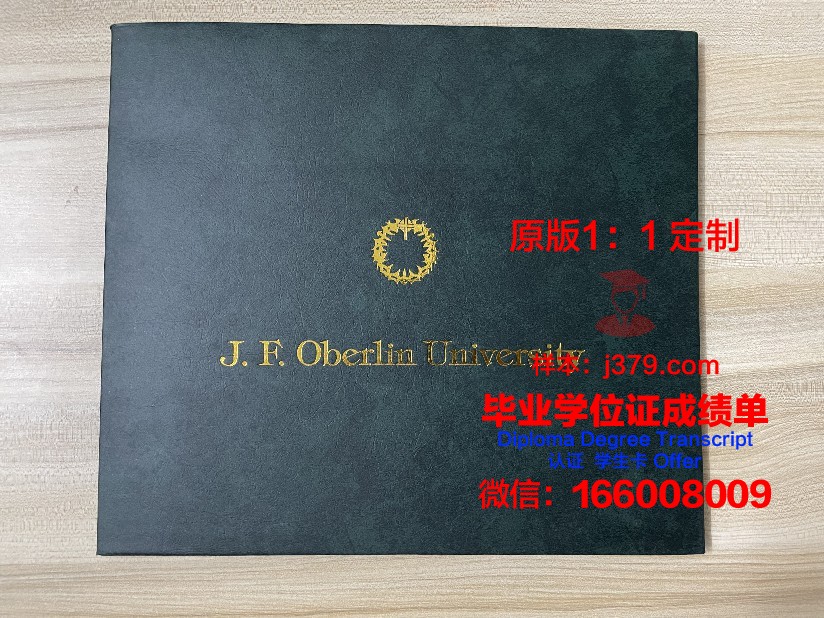 原版1：1 定制
J. F. Oberlin University
样本：j379.com
毕业学位证成绩单
Diploma Degree Transcript
认证 学生卡 Offer
微信：166008009